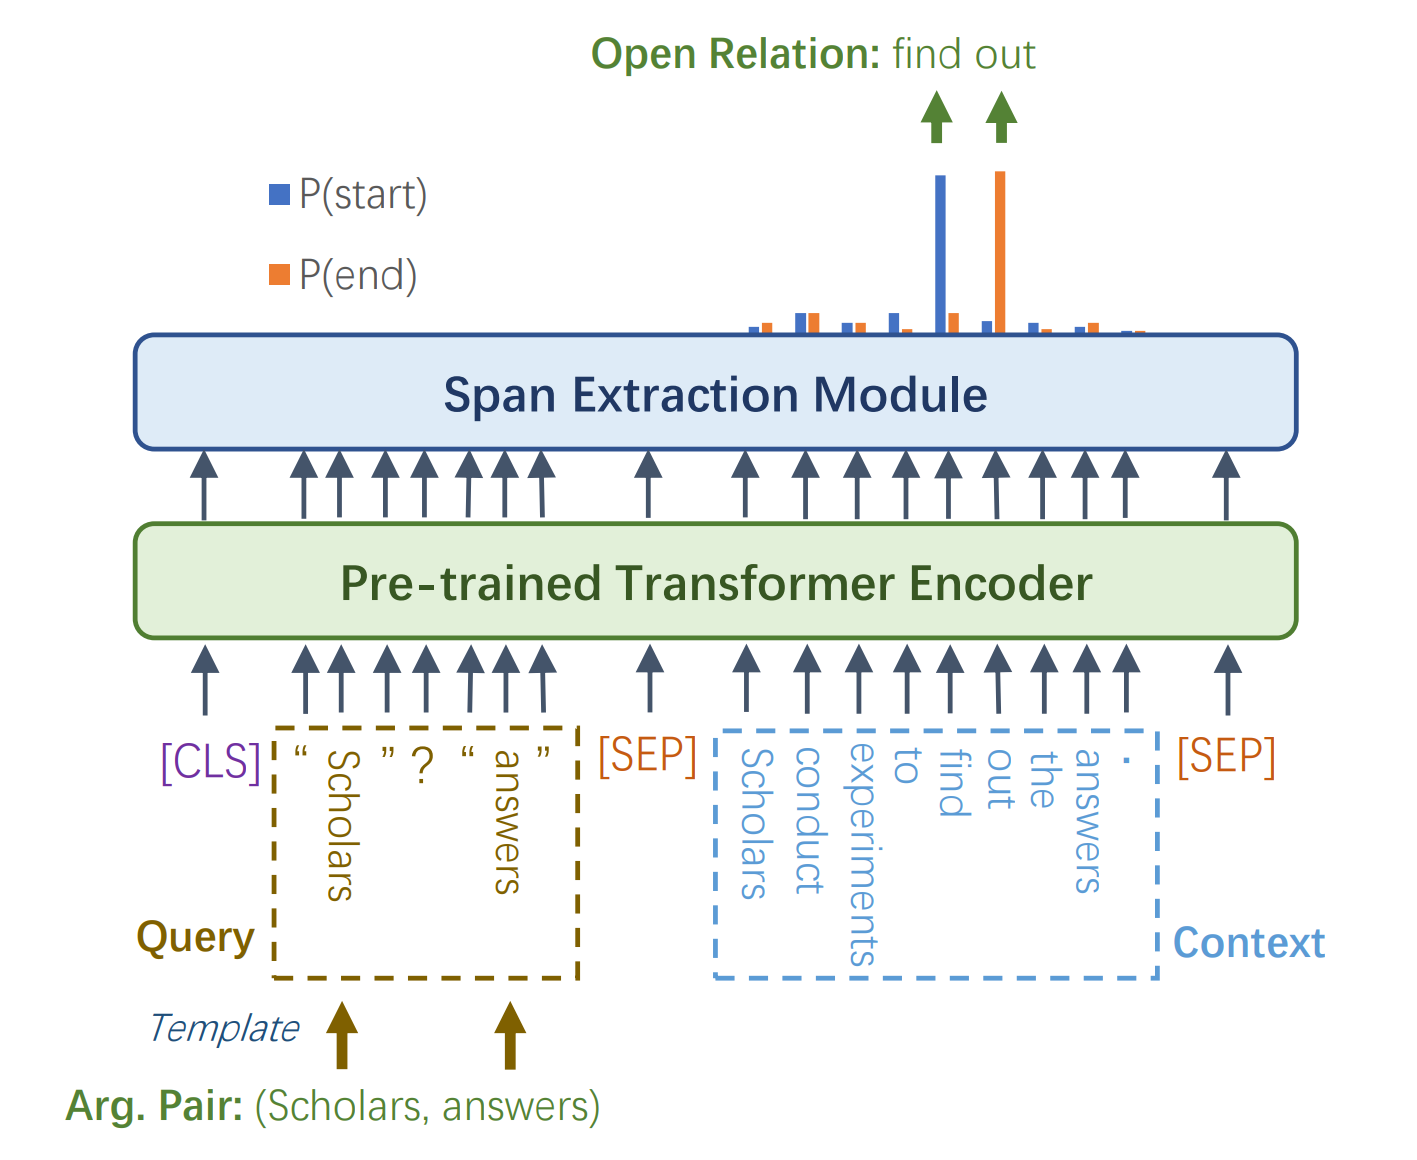 Open Relation: find out
P(start)
P(end)
Span Extraction Module
Pre-trained Transformer Encoder
[CLS] “ Scholars ” ? “ answers ” [SEP] Scholars conduct experiments to find out the answers . [SEP]
Query
Context
Template
Arg. Pair: (Scholars, answers)